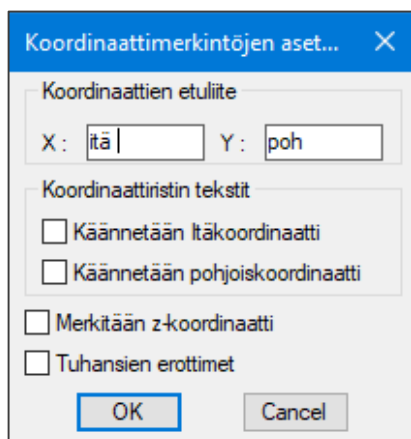 Koordinaattimerkintöjen aset...
Koordinaattien etuliite
X : itä Y : poh
Koordinaattiristin tekstit
Käännetään Itäkoordinaatti
Käännetään pohjoiskoordinaatti
Merkitään z-koordinaatti
Tuhansien erottimet
OK Cancel